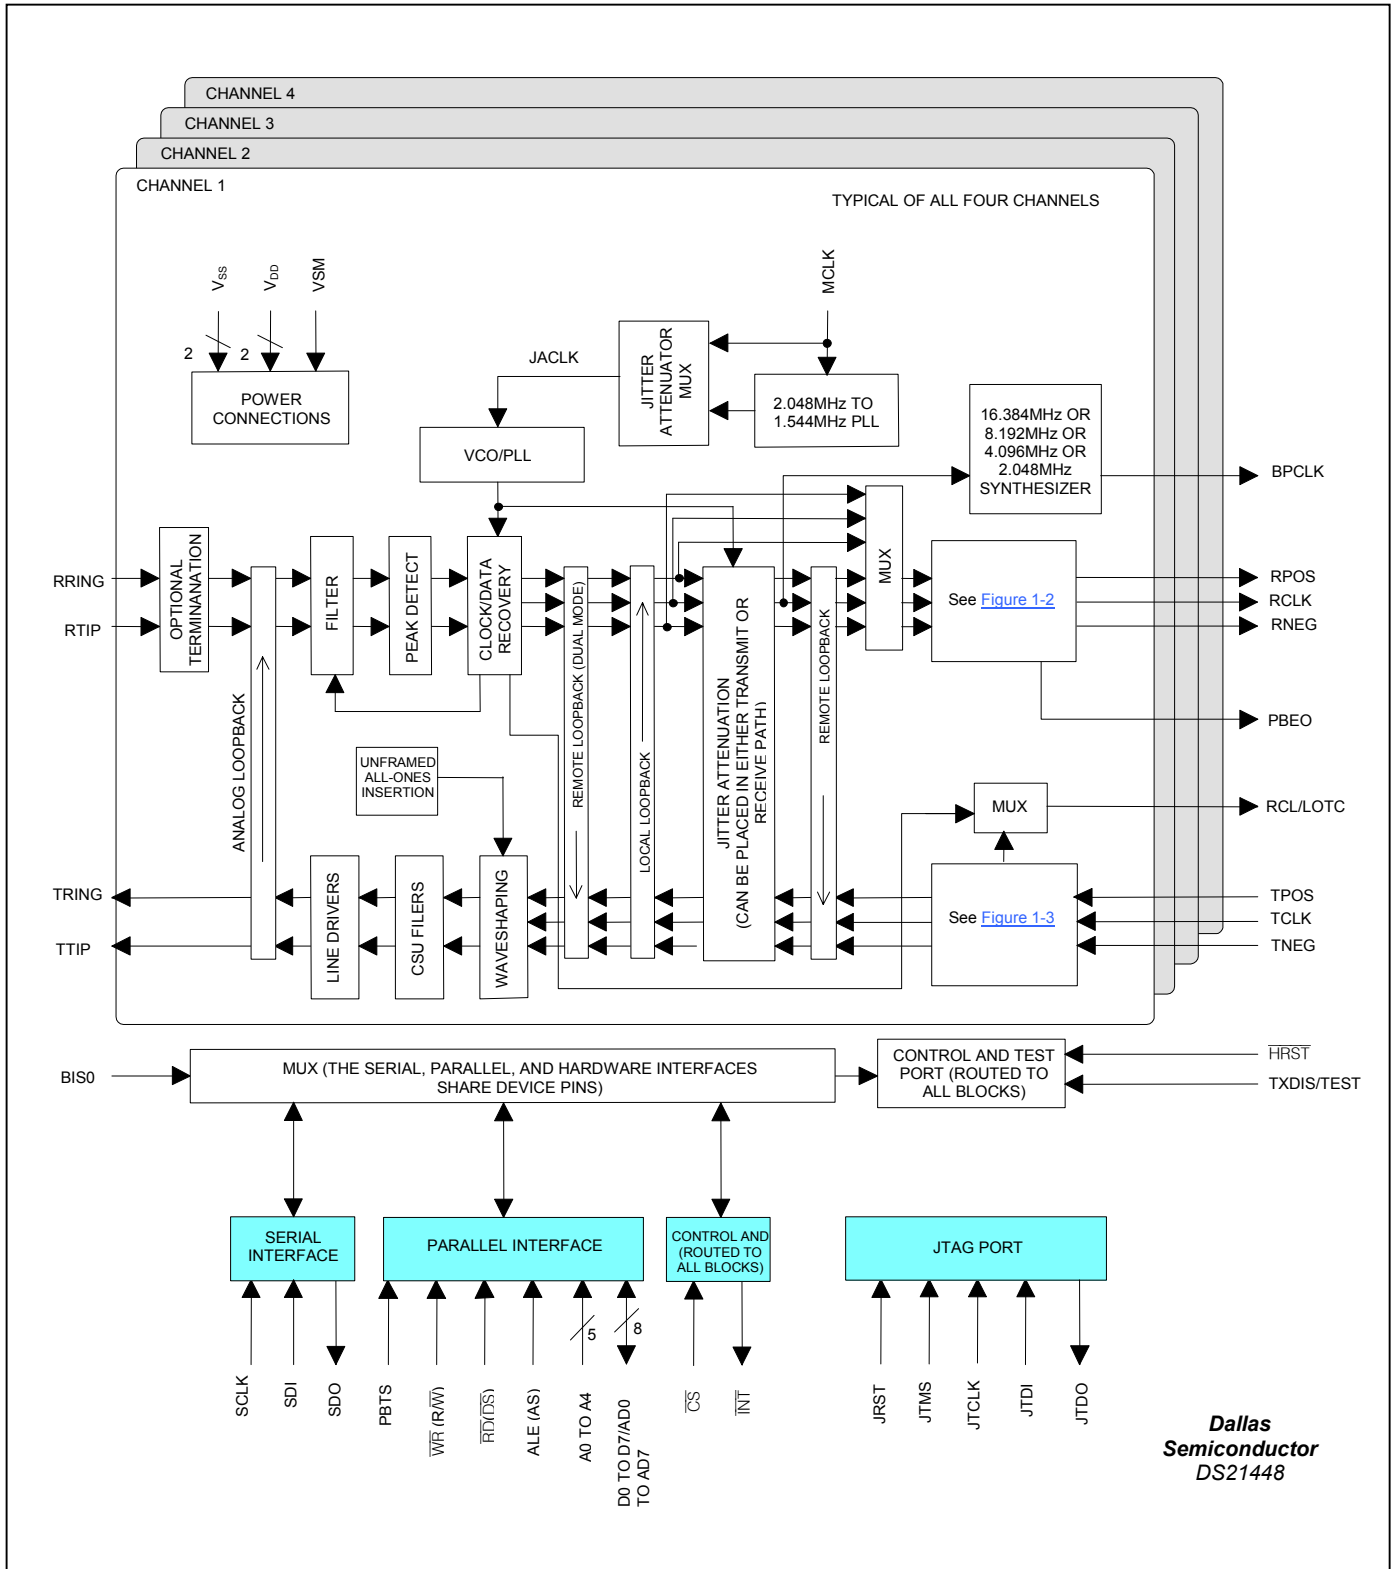 CHANNEL 4
CHANNEL 3
CHANNEL 2
CHANNEL 1
TYPICAL OF ALL FOUR CHANNELS
VSS
VDD
VSM
MCLK
2
2
POWER
CONNECTIONS
JACLK
JITTER
ATTENUATOR
MUX
2.048MHz TO
1.544MHz PLL
16.384MHz OR
8.192MHz OR
4.096MHz OR
2.048MHz
SYNTHESIZER
BPCLK
VCO/PLL
RRING
RTIP
OPTIONAL
TERMINANATION
FILTER
PEAK DETECT
CLOCK/DATA
RECOVERY
REMOTE LOOPBACK (DUAL MODE)
LOCAL LOOPBACK
JITTER ATTENUATION
(CAN BE PLACED IN EITHER TRANSMIT OR
RECEIVE PATH)
REMOTE LOOPBACK
MUX
See Figure 1-2
RPOS
RCLK
RNEG
PBEO
ANALOG LOOPBACK
UNFRAMED
ALL-ONES
INSERTION
MUX
RCL/LOTC
TRING
TTIP
LINE DRIVERS
CSU FILERS
WAVESHAPING
See Figure 1-3
TPOS
TCLK
TNEG
BIS0
MUX (THE SERIAL, PARALLEL, AND HARDWARE INTERFACES
SHARE DEVICE PINS)
CONTROL AND TEST
PORT (ROUTED TO
ALL BLOCKS)
HRST
TXDIS/TEST
SERIAL
INTERFACE
PARALLEL INTERFACE
CONTROL AND
(ROUTED TO
ALL BLOCKS)
JTAG PORT
5
8
SCLK
SDI
SDO
PBTS
WR (R/W)
RD(DS)
ALE (AS)
A0 TO A4
D0 TO D7/AD0
TO AD7
CS
INT
JRST
JTMS
JTCLK
JTDI
JTDO
Dallas
Semiconductor
DS21448